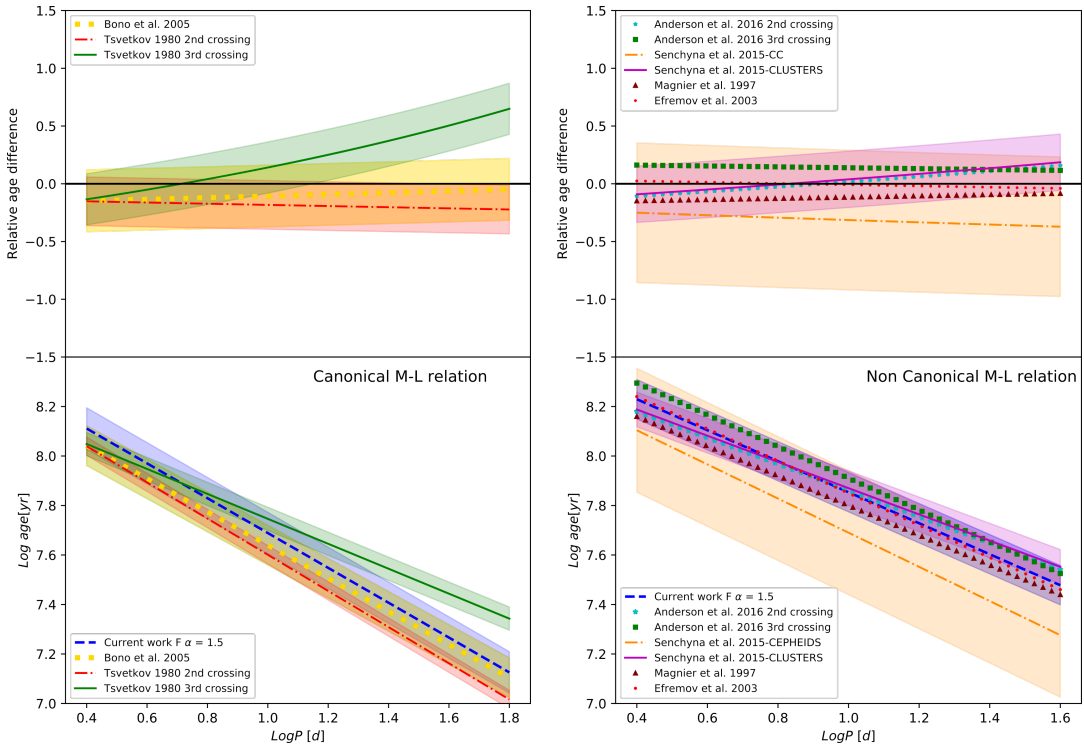 1.5
1.0
0.5
0.0
−0.5
−1.0
−1.5
Relative age difference
Bono et al. 2005
Tsvetkov 1980 2nd crossing
Tsvetkov 1980 3rd crossing
1.5
1.0
0.5
0.0
−0.5
−1.0
−1.5
Relative age difference
Anderson et al. 2016 2nd crossing
Anderson et al. 2016 3rd crossing
Senchyna et al. 2015-CC
Senchyna et al. 2015-CLUSTERS
Magnier et al. 1997
Efremov et al. 2003
Canonical M-L relation
8.2
8.0
7.8
7.6
7.4
7.2
7.0
Log age[yr]
Current work F α = 1.5
Bono et al. 2005
Tsvetkov 1980 2nd crossing
Tsvetkov 1980 3rd crossing
0.4 0.6 0.8 1.0 1.2 1.4 1.6 1.8
LogP [d]
Non Canonical M-L relation
8.2
8.0
7.8
7.6
7.4
7.2
7.0
Log age[yr]
Current work F α = 1.5
Anderson et al. 2016 2nd crossing
Anderson et al. 2016 3rd crossing
Senchyna et al. 2015-CEPHEIDS
Senchyna et al. 2015-CLUSTERS
Magnier et al. 1997
Efremov et al. 2003
0.4 0.6 0.8 1.0 1.2 1.4 1.6
LogP [d]